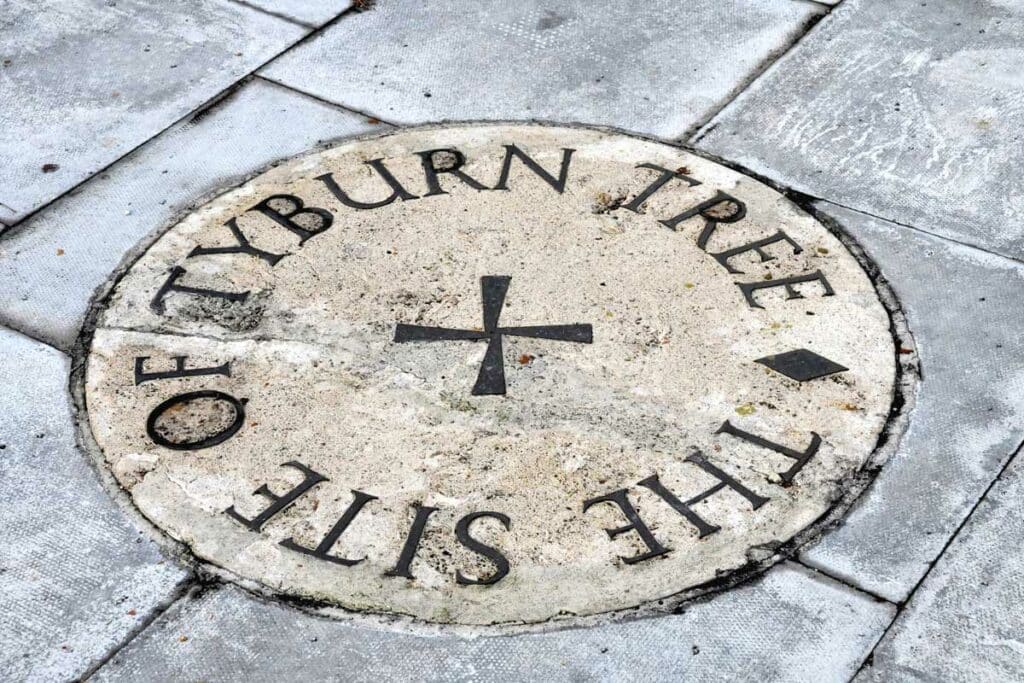 THE SITE OF TYBURN TREE